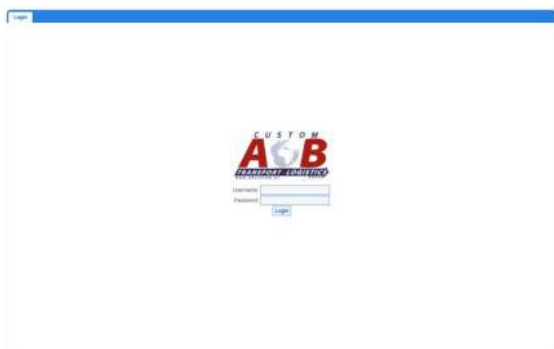 Login
CUSTOM
A&B
TRANSPORT LOGISTICS
Username
Password
Login